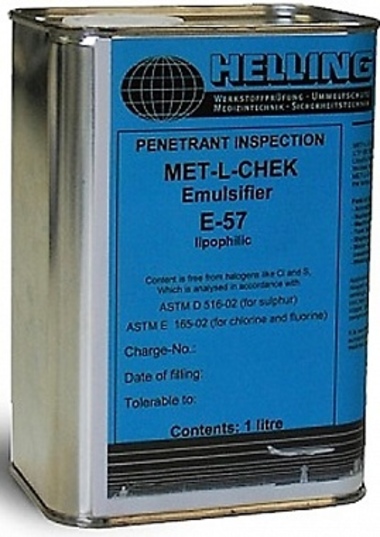 HELLING
WERKSTOFFPRÜFUNG - UMWELTSCHUTZ
MEDIZINTECHNIK - SICHERHEITSTECHNIK
PENETRANT INSPECTION
MET-L-CHEK
Emulsifier
E-57
lipophilic
Content is free from halogens like Cl and S,
Which is analysed in accordance with
ASTM D 516-02 (for sulphur)
ASTM E 165-02 (for chlorine and fluorine)
Charge-No.:
Date of filling:
Tolerable to:
Contents: 1 litre